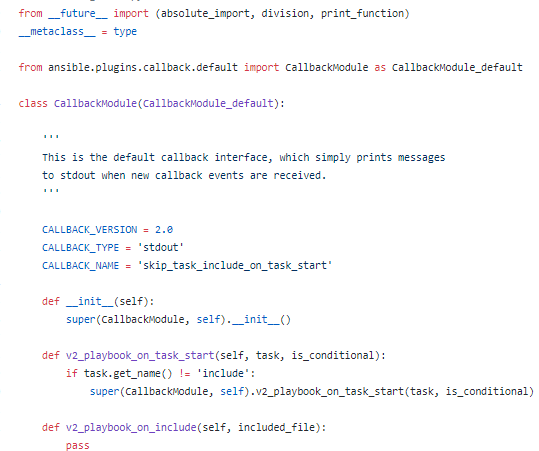 from __future__ import (absolute_import, division, print_function)
__metaclass__ = type
from ansible.plugins.callback.default import CallbackModule as CallbackModule_default
class CallbackModule(CallbackModule_default):
'''
This is the default callback interface, which simply prints messages
to stdout when new callback events are received.
'''
CALLBACK_VERSION = 2.0
CALLBACK_TYPE = 'stdout'
CALLBACK_NAME = 'skip_task_include_on_task_start'
def __init__(self):
super(CallbackModule, self).__init__()
def v2_playbook_on_task_start(self, task, is_conditional):
if task.get_name() != 'include':
super(CallbackModule, self).v2_playbook_on_task_start(task, is_conditional)
def v2_playbook_on_include(self, included_file):
pass